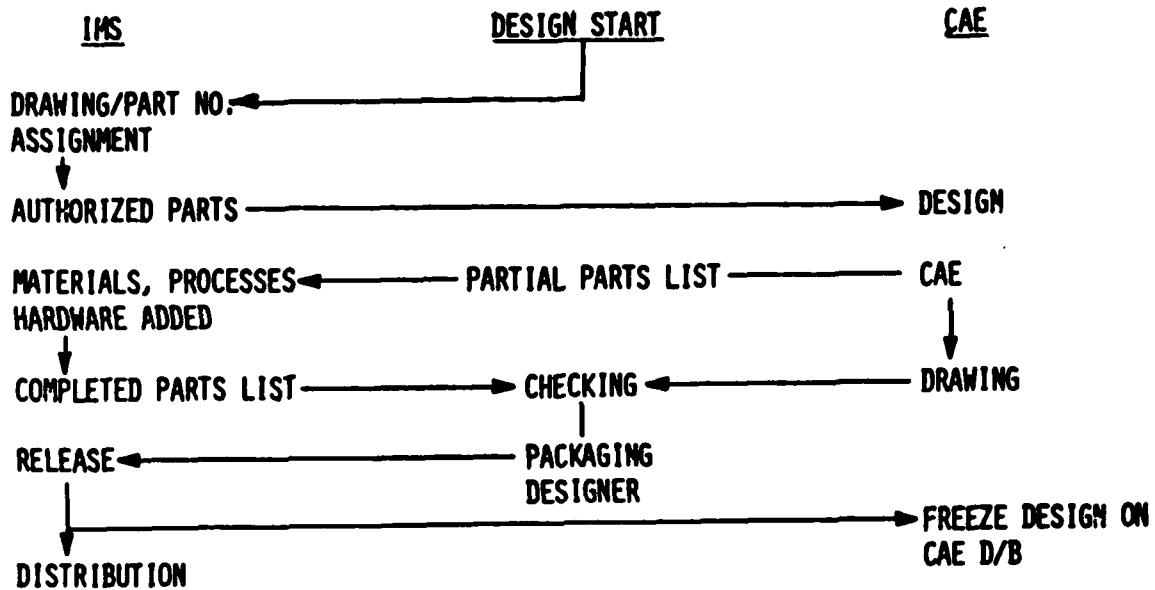 IMS DESIGN START CAE
DRAWING/PART NO.
ASSIGNMENT
AUTHORIZED PARTS DESIGN
MATERIALS, PROCESSES PARTIAL PARTS LIST CAE
HARDWARE ADDED
COMPLETED PARTS LIST CHECKING DRAWING
RELEASE PACKAGING
DESIGNER
FREEZE DESIGN ON
CAE D/B
DISTRIBUTION